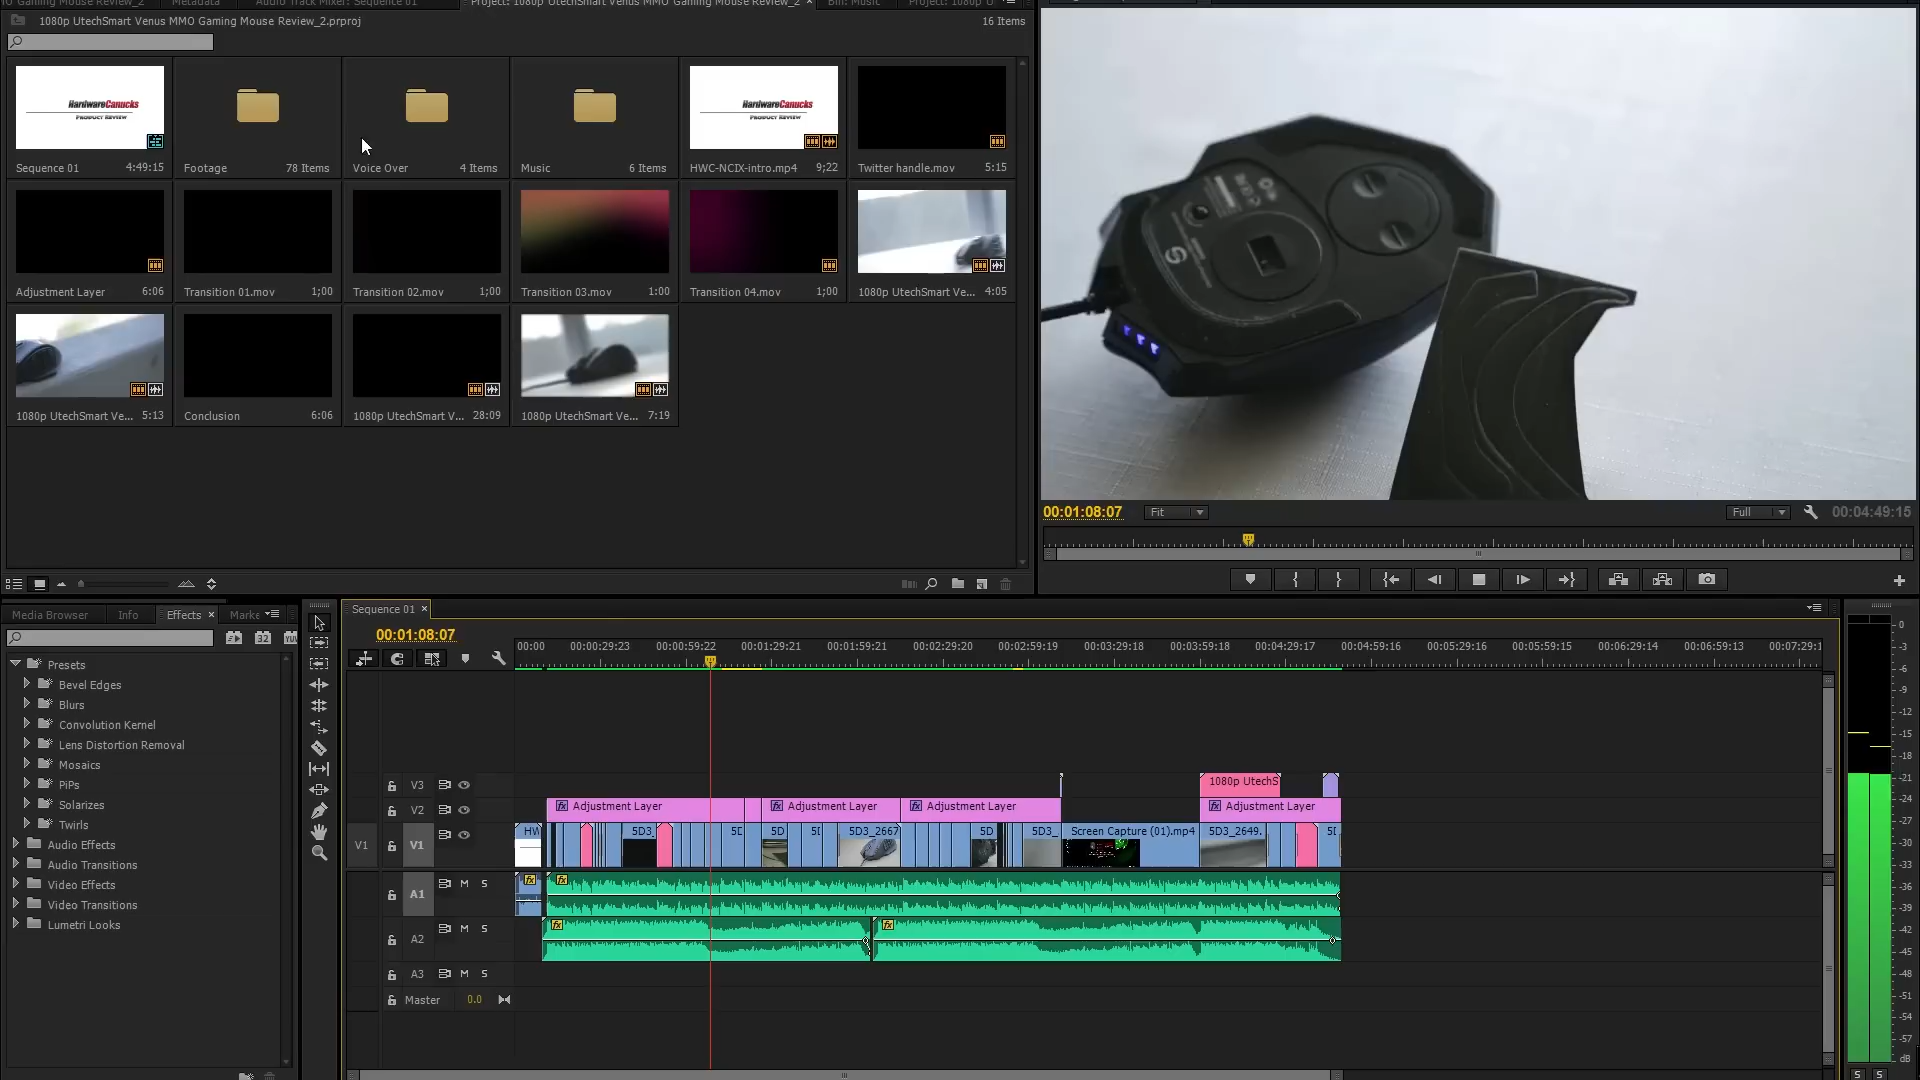 MO Gaming Mouse Review_2
Metadata
Audio Track Mixer: Sequence 01
Project: 1080p UtechSmart Venus MMO Gaming Mouse Review_2 ×
Bin: Music
Project: 1080p U
1080p UtechSmart Venus MMO Gaming Mouse Review_2.prproj
16 Items
HardwareCanucks
PRODUCT REVIEW
HardwareCanucks
PRODUCT REVIEW
Sequence 01 4:49:15
Footage 78 Items
Voice Over 4 Items
Music 6 Items
HWC-NCIX-intro.mp4 9;22
Twitter handle.mov 5:15
Adjustment Layer 6:06
Transition 01.mov 1;00
Transition 02.mov 1;00
Transition 03.mov 1:00
Transition 04.mov 1;00
1080p UtechSmart Ve... 4:05
1080p UtechSmart Ve... 5:13
Conclusion 6:06
1080p UtechSmart V... 28:09
1080p UtechSmart Ve... 7:19
00:01:08:07
Fit
Full
00:04:49:15
Media Browser
Info
Effects ×
Marke
32
YUV
Presets
Bevel Edges
Blurs
Convolution Kernel
Lens Distortion Removal
Mosaics
PiPs
Solarizes
Twirls
Audio Effects
Audio Transitions
Video Effects
Video Transitions
Lumetri Looks
Sequence 01 ×
00:01:08:07
00:00 00:00:29:23 00:00:59:22 00:01:29:21 00:01:59:21 00:02:29:20 00:02:59:19 00:03:29:18 00:03:59:18 00:04:29:17 00:04:59:16 00:05:29:16 00:05:59:15 00:06:29:14 00:06:59:13 00:07:29:1
V3
1080p UtechS
V2
fx Adjustment Layer
fx Adjustment Layer
fx Adjustment Layer
fx Adjustment Layer
V1 V1
HW
5D3_
5D
5D
5D3_2667
5D
5D3_
Screen Capture (01).mp4
5D3_2649.
A1 M S
fx
fx
A2 M S
fx
fx
A3 M S
Master 0.0
0
-3
-6
-9
-12
-15
-18
-21
-24
-27
-30
-33
-36
-39
-42
-45
-48
-51
-54
-57
dB
S S